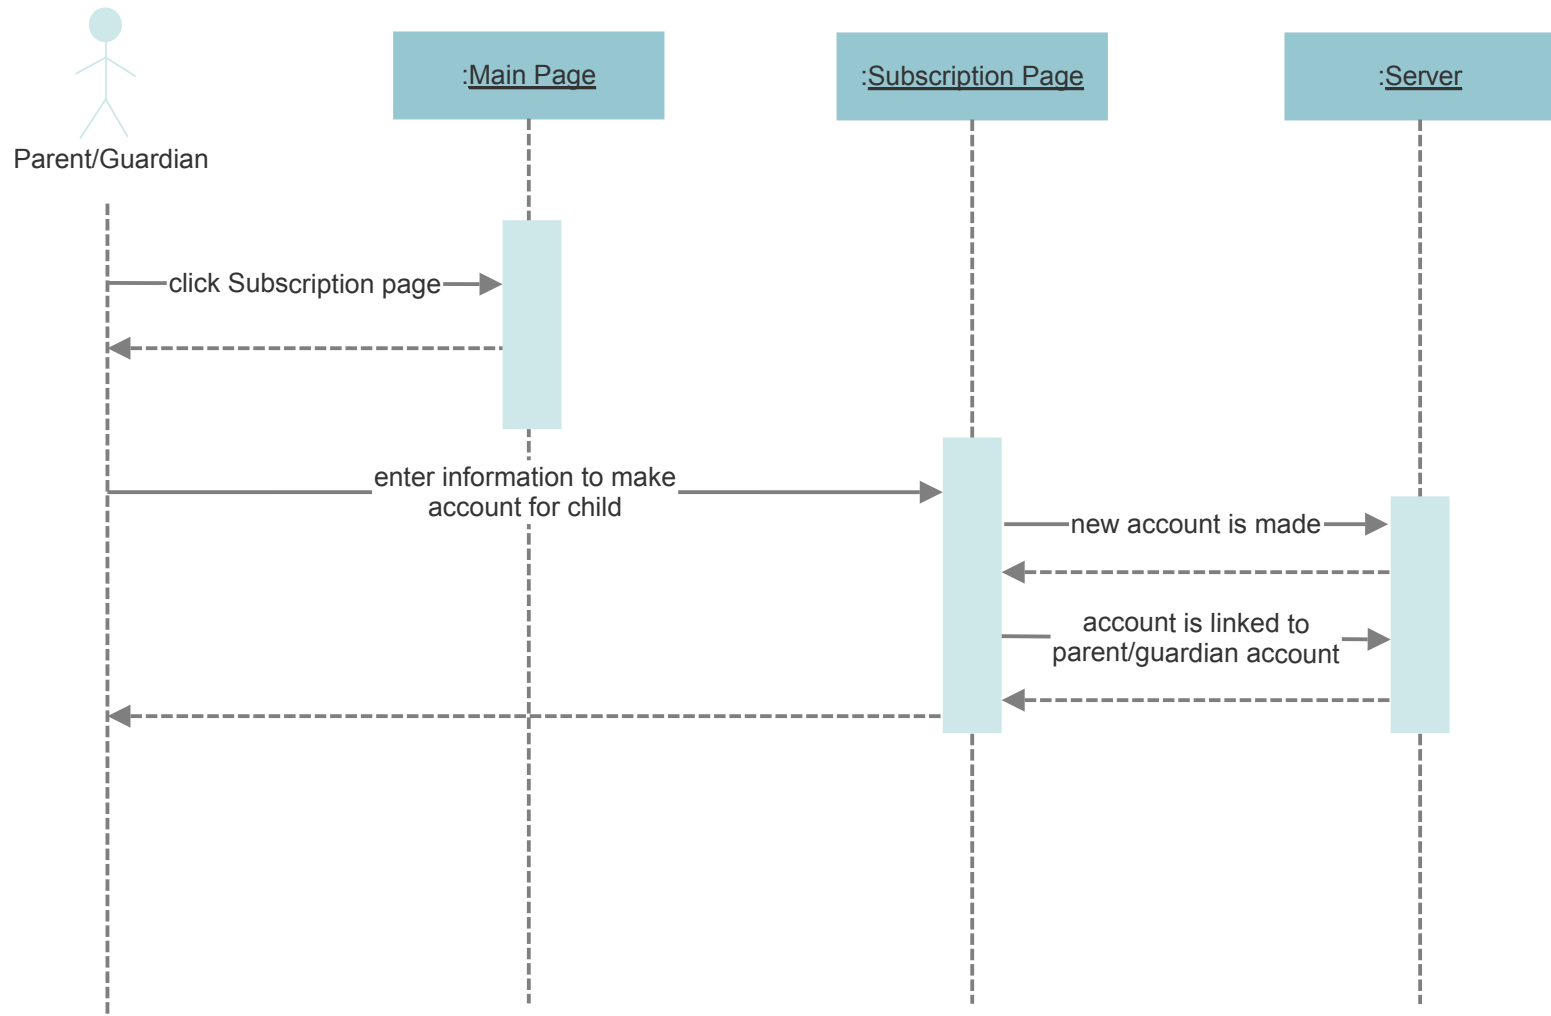 :Main Page
:Subscription Page
:Server
Parent/Guardian
click Subscription page
enter information to make
account for child
new account is made
account is linked to
parent/guardian account